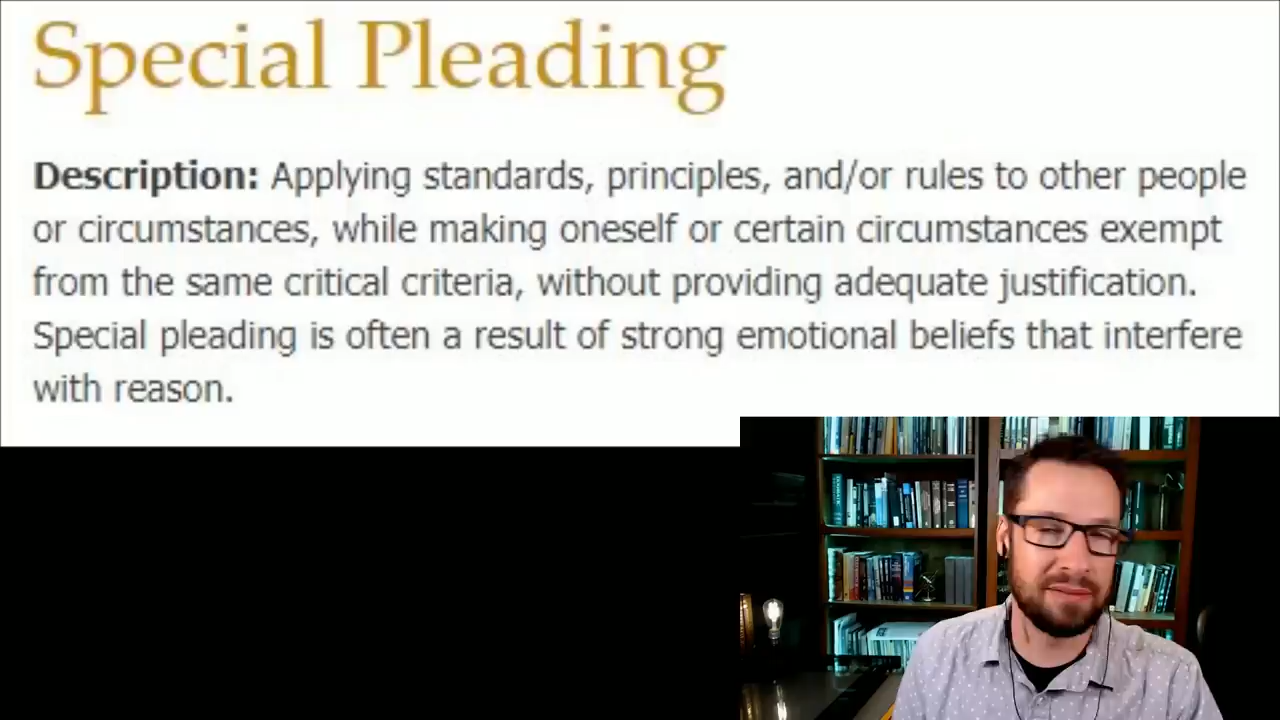 Special Pleading
Description: Applying standards, principles, and/or rules to other people
or circumstances, while making oneself or certain circumstances exempt
from the same critical criteria, without providing adequate justification.
Special pleading is often a result of strong emotional beliefs that interfere
with reason.